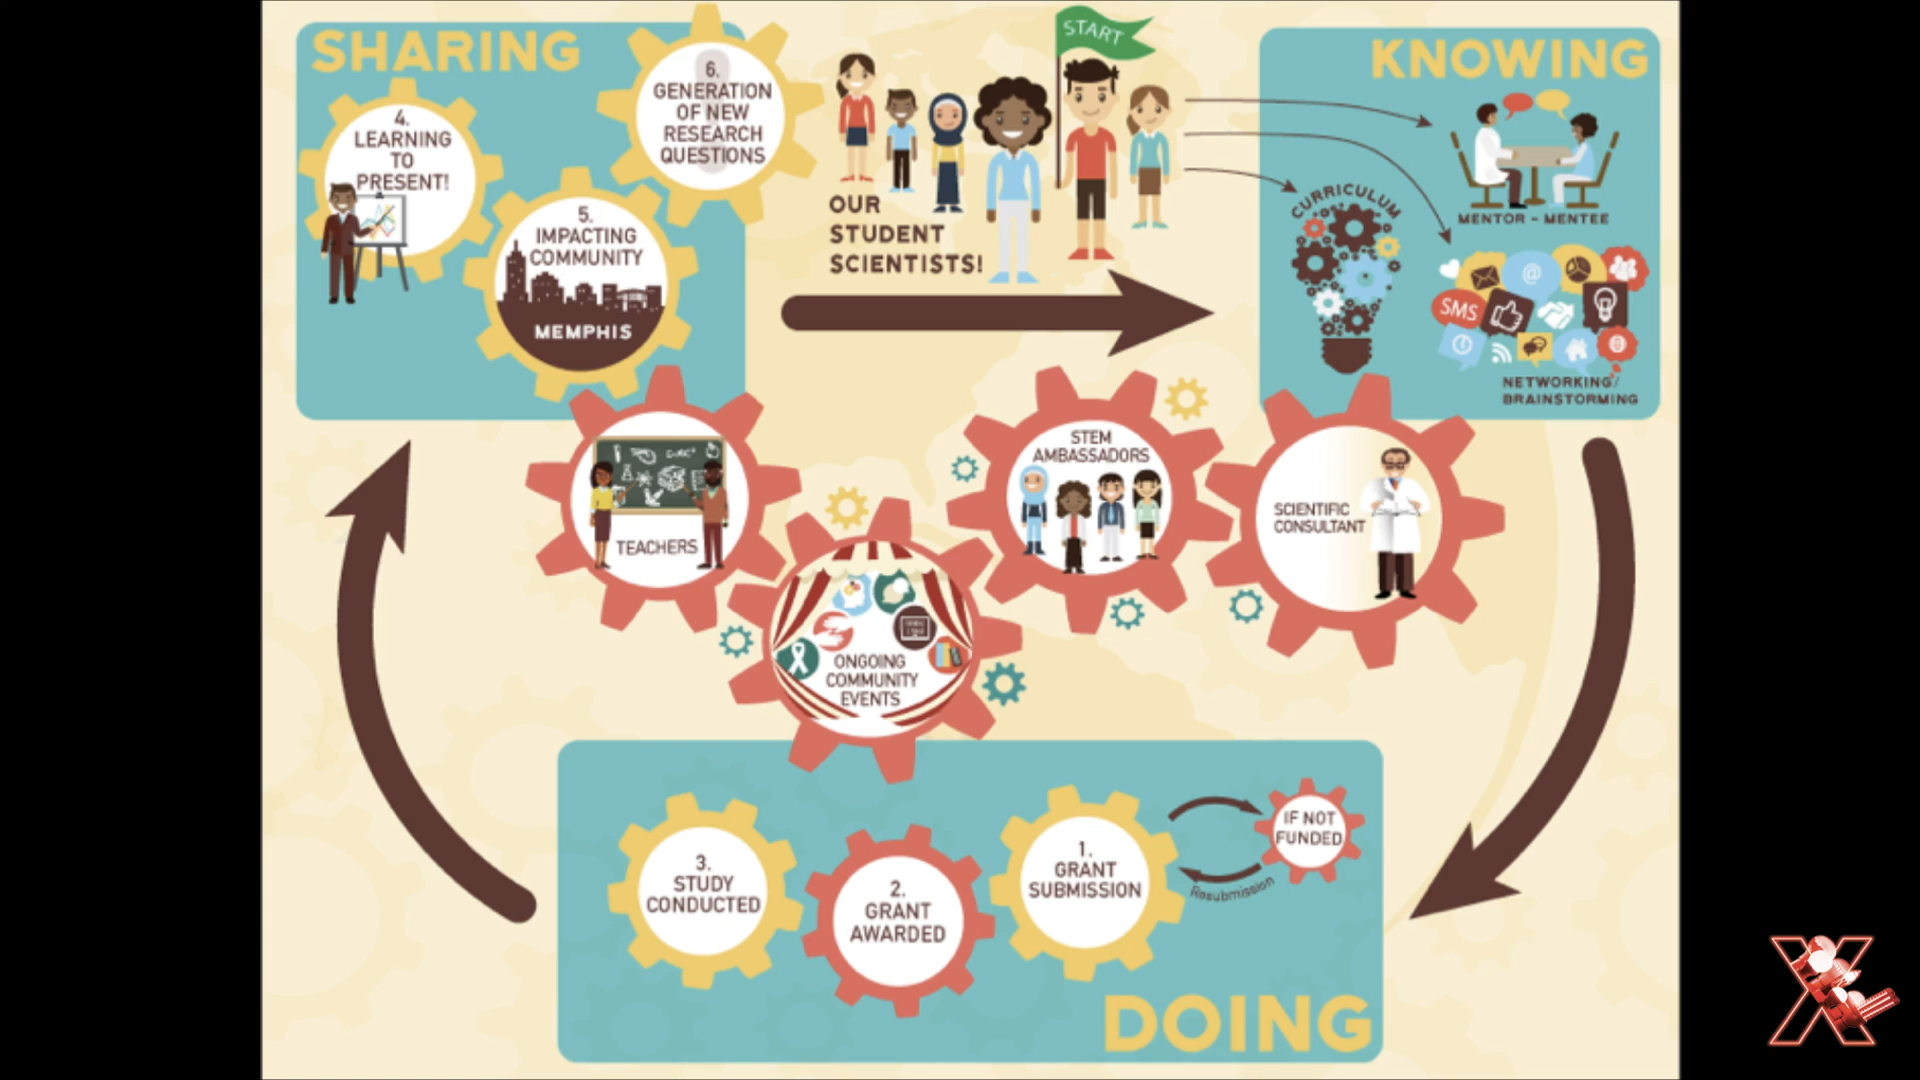 SHARING
4.
LEARNING
TO
PRESENT!
5.
IMPACTING
COMMUNITY
MEMPHIS
6.
GENERATION
OF NEW
RESEARCH
QUESTIONS
START
OUR
STUDENT
SCIENTISTS!
KNOWING
MENTOR - MENTEE
CURRICULUM
SMS
@
NETWORKING/
BRAINSTORMING
TEACHERS
ONGOING
COMMUNITY
EVENTS
STEM
AMBASSADORS
SCIENTIFIC
CONSULTANT
1.
GRANT
SUBMISSION
IF NOT
FUNDED
Resubmission
2.
GRANT
AWARDED
3.
STUDY
CONDUCTED
DOING
X